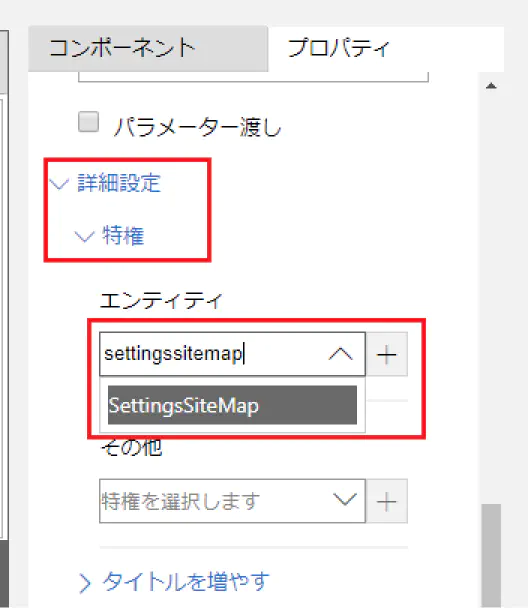 コンポーネント
プロパティ
パラメーター渡し
詳細設定
特権
エンティティ
settingssitemap
SettingsSiteMap
その他
特権を選択します
タイトルを増やす